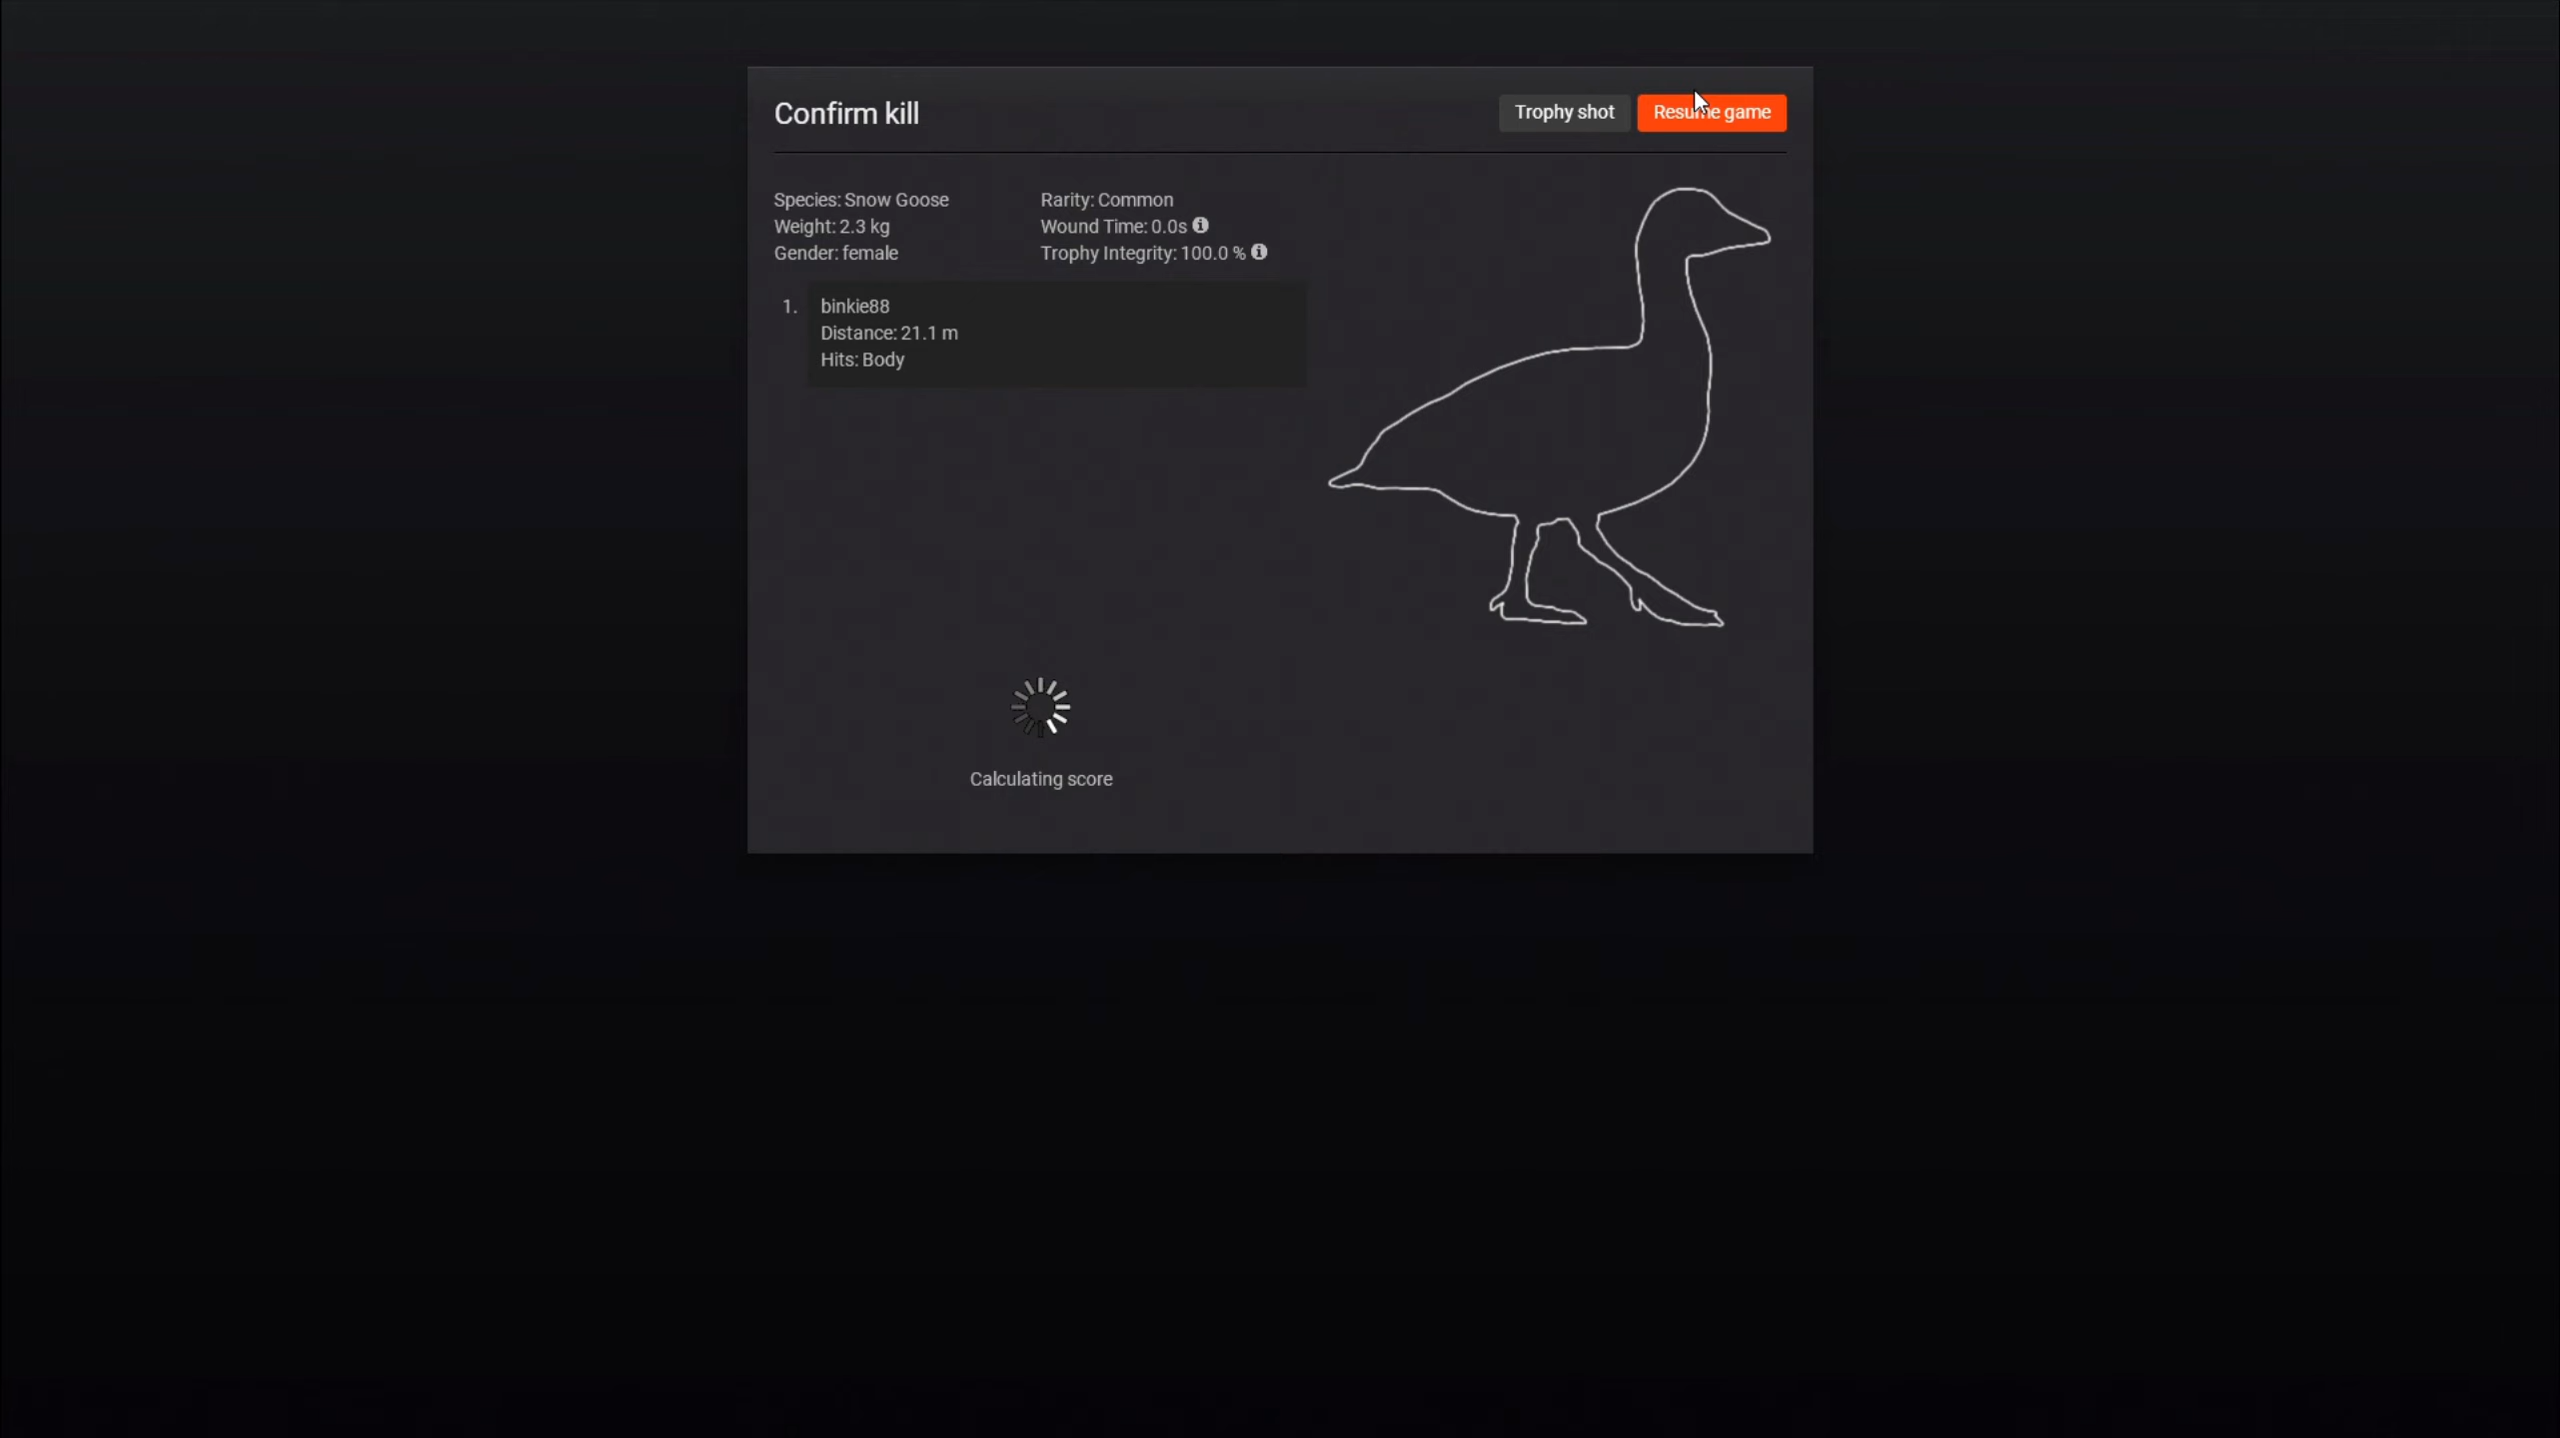 Confirm kill
Trophy shot
Resume game
Species: Snow Goose
Weight: 2.3 kg
Gender: female
Rarity: Common
Wound Time: 0.0s
Trophy Integrity: 100.0 %
1.
binkie88
Distance: 21.1 m
Hits: Body
Calculating score